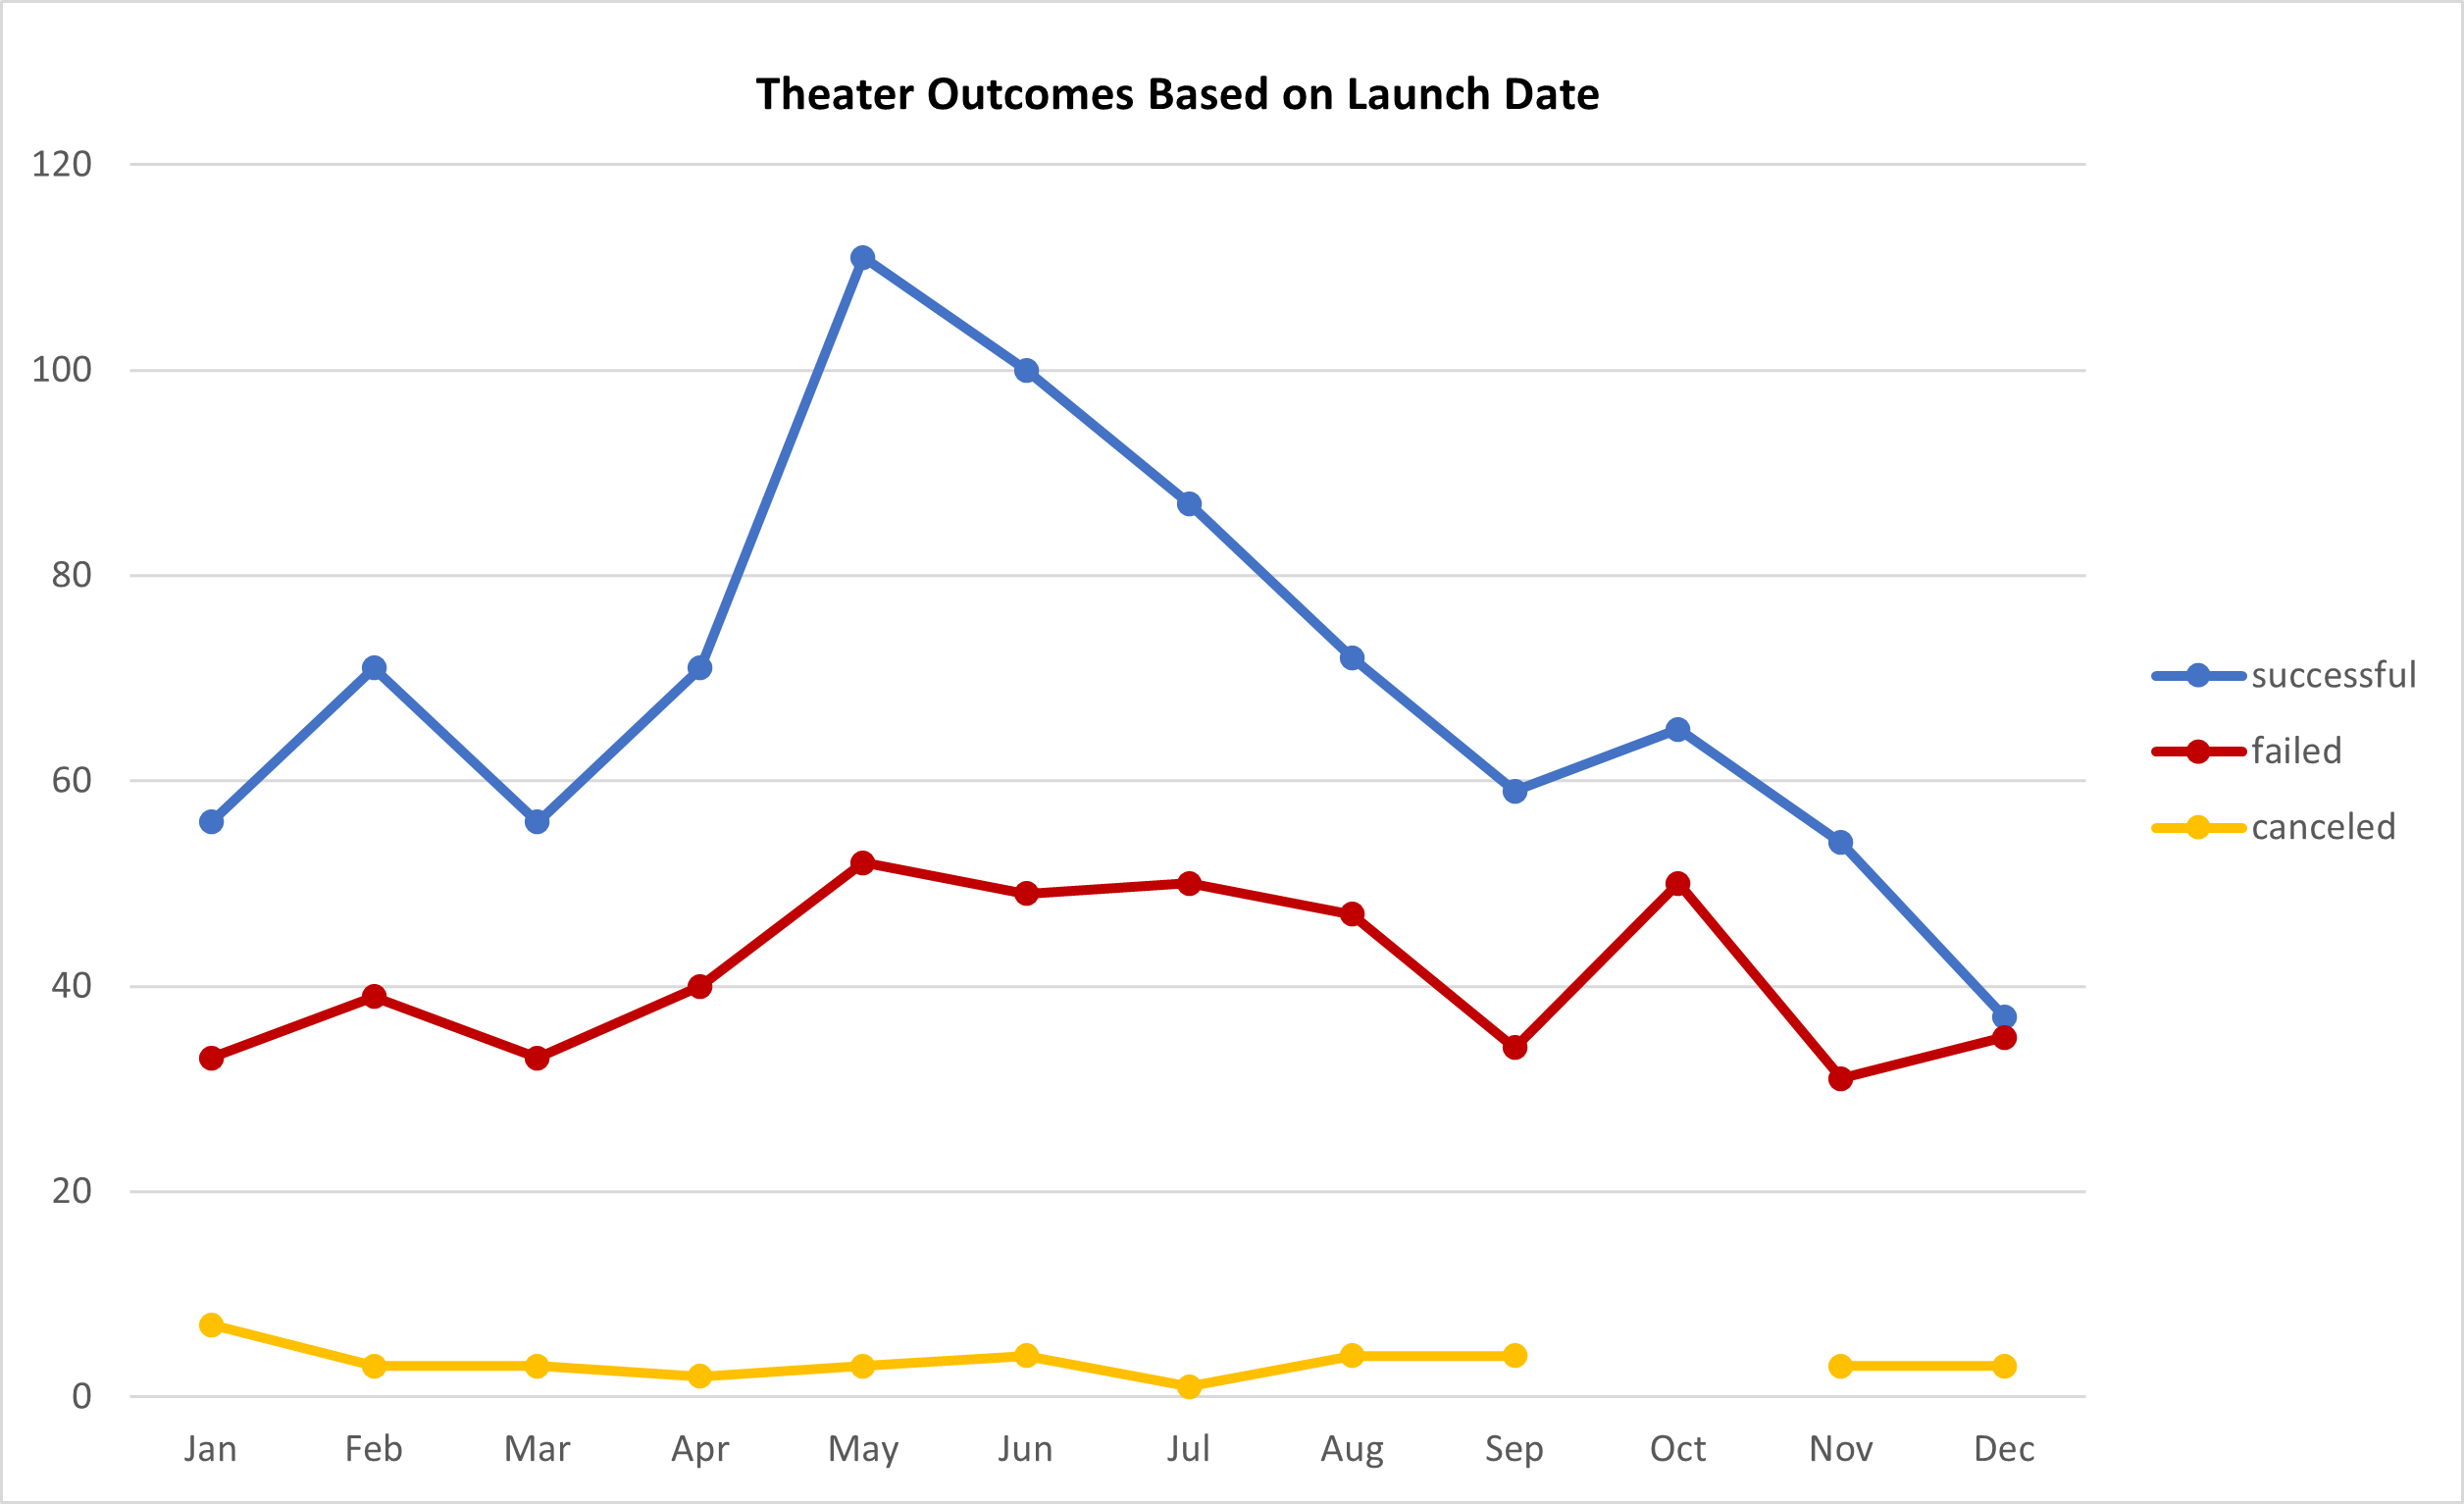 Theater Outcomes Based on Launch Date
120
100
80
60
40
20
0
Jan Feb Mar Apr May Jun Jul Aug Sep Oct Nov Dec
successful
failed
canceled